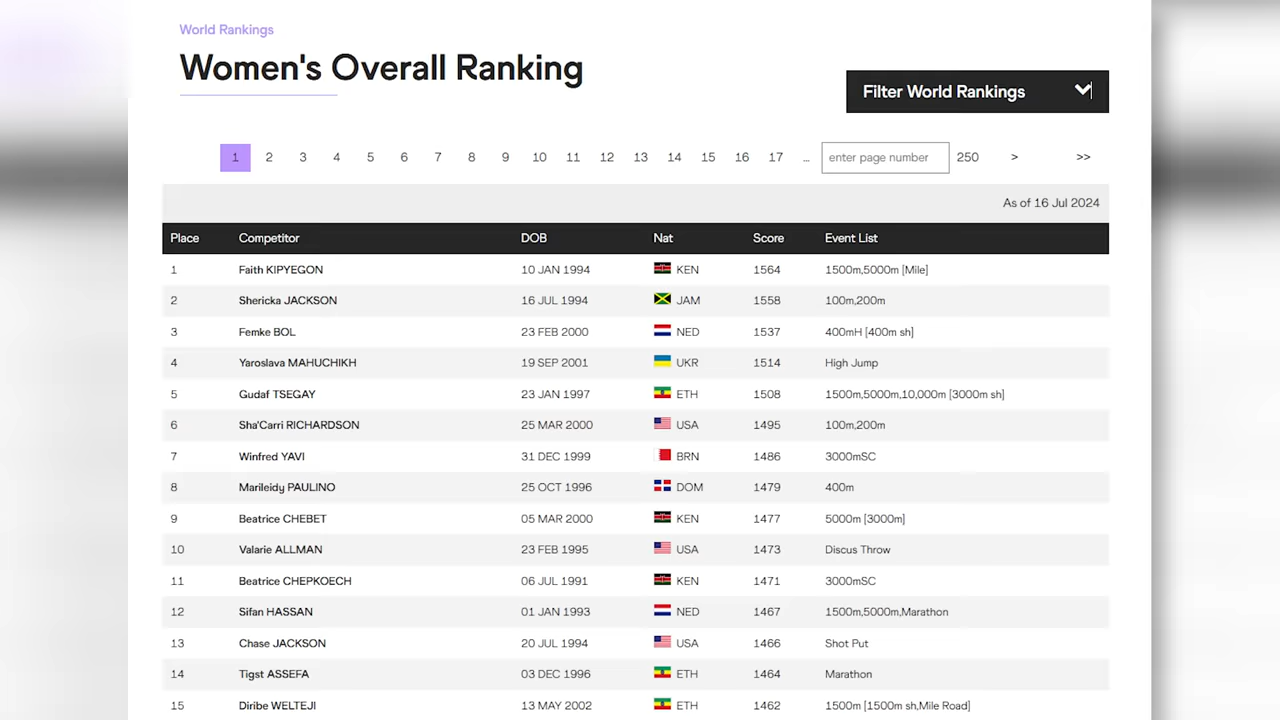 World Rankings
Women's Overall Ranking
Filter World Rankings
1 2 3 4 5 6 7 8 9 10 11 12 13 14 15 16 17 ... enter page number 250 > >>
As of 16 Jul 2024
Place Competitor DOB Nat Score Event List
1 Faith KIPYEGON 10 JAN 1994 KEN 1564 1500m,5000m [Mile]
2 Shericka JACKSON 16 JUL 1994 JAM 1558 100m,200m
3 Femke BOL 23 FEB 2000 NED 1537 400mH [400m sh]
4 Yaroslava MAHUCHIKH 19 SEP 2001 UKR 1514 High Jump
5 Gudaf TSEGAY 23 JAN 1997 ETH 1508 1500m,5000m,10,000m [3000m sh]
6 Sha'Carri RICHARDSON 25 MAR 2000 USA 1495 100m,200m
7 Winfred YAVI 31 DEC 1999 BRN 1486 3000mSC
8 Marileidy PAULINO 25 OCT 1996 DOM 1479 400m
9 Beatrice CHEBET 05 MAR 2000 KEN 1477 5000m [3000m]
10 Valarie ALLMAN 23 FEB 1995 USA 1473 Discus Throw
11 Beatrice CHEPKOECH 06 JUL 1991 KEN 1471 3000mSC
12 Sifan HASSAN 01 JAN 1993 NED 1467 1500m,5000m,Marathon
13 Chase JACKSON 20 JUL 1994 USA 1466 Shot Put
14 Tigst ASSEFA 03 DEC 1996 ETH 1464 Marathon
15 Diribe WELTEJI 13 MAY 2002 ETH 1462 1500m [1500m sh,Mile Road]